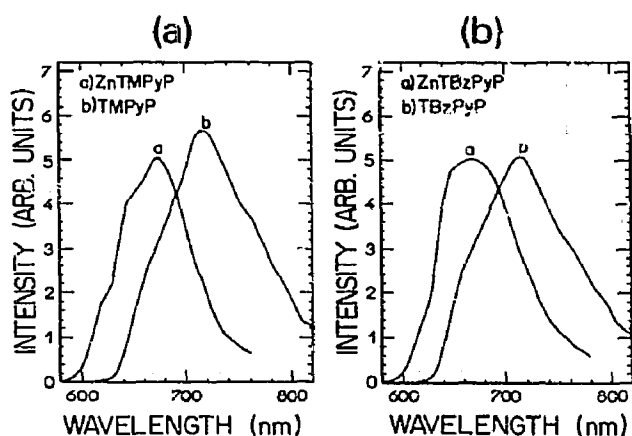 (a)
7
6
5
4
3
2
1
0
INTENSITY (ARB. UNITS)
a)ZnTMPyP
b)TMPyP
a
b
600
700
800
WAVELENGTH (nm)
(b)
7
6
5
4
3
2
1
0
INTENSITY (ARB. UNITS)
a)ZnTBzPyP
b)TBzPyP
a
600
700
800
WAVELENGTH (nm)